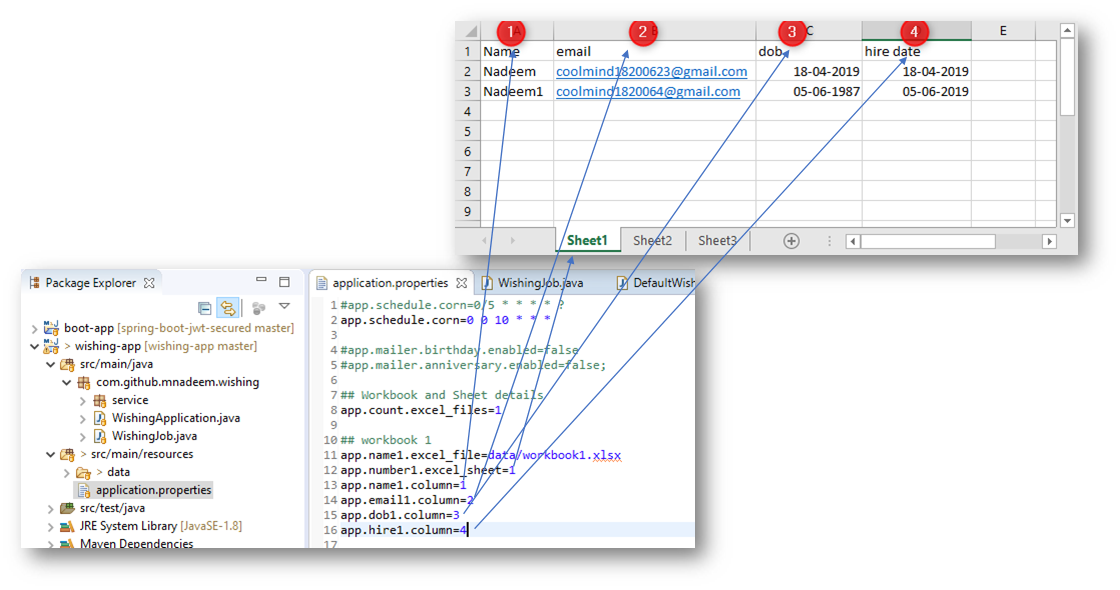 1 A 2 B 3 C 4 E
1 Name email dob hire date
2 Nadeem coolmind18200623@gmail.com 18-04-2019 18-04-2019
3 Nadeem1 coolmind1820064@gmail.com 05-06-1987 05-06-2019
4
5
6
7
8
9
Sheet1 Sheet2 Sheet3
Package Explorer
boot-app [spring-boot-jwt-secured master]
> wishing-app [wishing-app master]
src/main/java
com.github.mnadeem.wishing
service
WishingApplication.java
WishingJob.java
> src/main/resources
> data
application.properties
src/test/java
JRE System Library [JavaSE-1.8]
Maven Dependencies
application.properties WishingJob.java DefaultWish
1 #app.schedule.corn=0/5 * * * * ?
2 app.schedule.corn=0 0 10 * * *
3
4 #app.mailer.birthday.enabled=false
5 #app.mailer.anniversary.enabled=false;
6
7 ## Workbook and Sheet details
8 app.count.excel_files=1
9
10 ## workbook 1
11 app.name1.excel_file=data/workbook1.xlsx
12 app.number1.excel_sheet=1
13 app.name1.column=1
14 app.email1.column=2
15 app.dob1.column=3
16 app.hire1.column=4
17